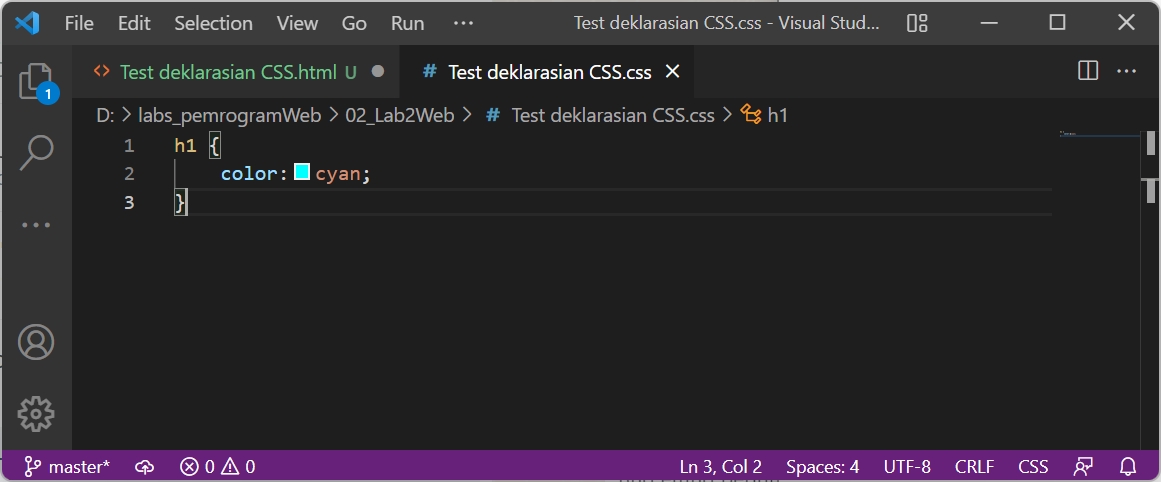 File Edit Selection View Go Run ··· Test deklarasian CSS.css - Visual Stud...
<> Test deklarasian CSS.html U ● # Test deklarasian CSS.css ×
D: > labs_pemrogramWeb > 02_Lab2Web > # Test deklarasian CSS.css > h1
1
1 h1 {
2 color: cyan;
3 }
master* 0 0 Ln 3, Col 2 Spaces: 4 UTF-8 CRLF CSS